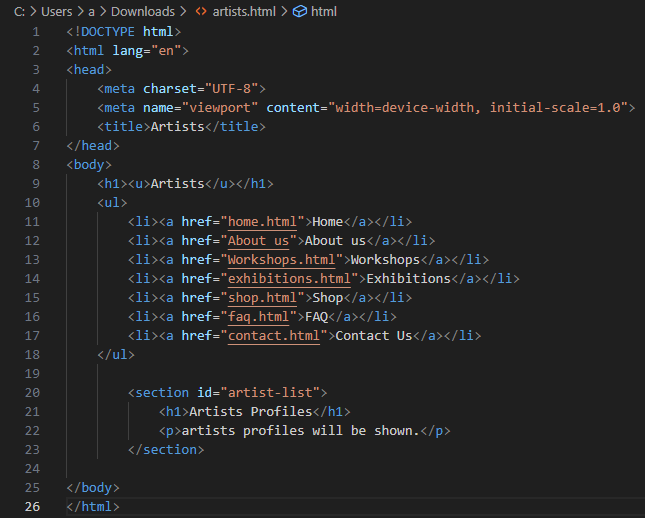 C: > Users > a > Downloads > <> artists.html > html
1 <!DOCTYPE html>
2 <html lang="en">
3 <head>
4     <meta charset="UTF-8">
5     <meta name="viewport" content="width=device-width, initial-scale=1.0">
6     <title>Artists</title>
7 </head>
8 <body>
9     <h1><u>Artists</u></h1>
10     <ul>
11         <li><a href="home.html">Home</a></li>
12         <li><a href="About us">About us</a></li>
13         <li><a href="Workshops.html">Workshops</a></li>
14         <li><a href="exhibitions.html">Exhibitions</a></li>
15         <li><a href="shop.html">Shop</a></li>
16         <li><a href="faq.html">FAQ</a></li>
17         <li><a href="contact.html">Contact Us</a></li>
18     </ul>
19
20         <section id="artist-list">
21             <h1>Artists Profiles</h1>
22             <p>artists profiles will be shown.</p>
23         </section>
24
25 </body>
26 </html>